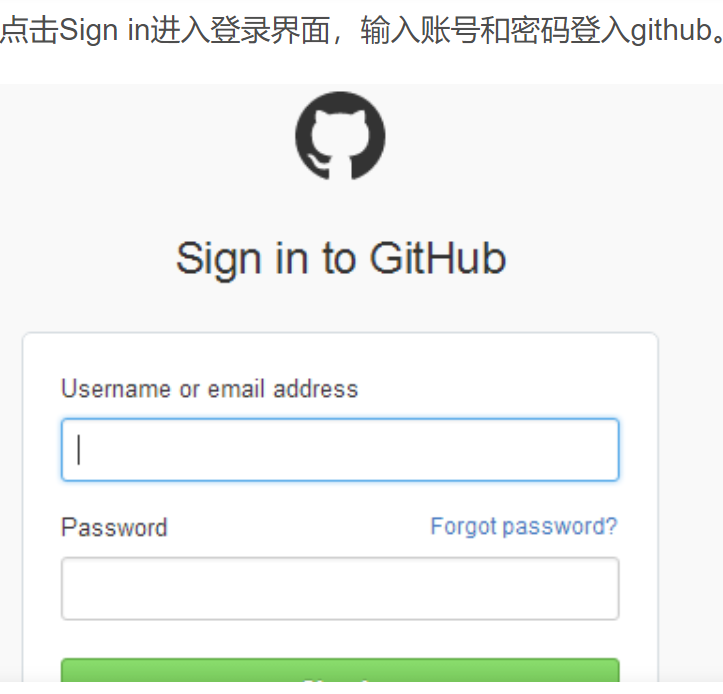 点击Sign in进入登录界面，输入账号和密码登入github。
Sign in to GitHub
Username or email address
Password Forgot password?